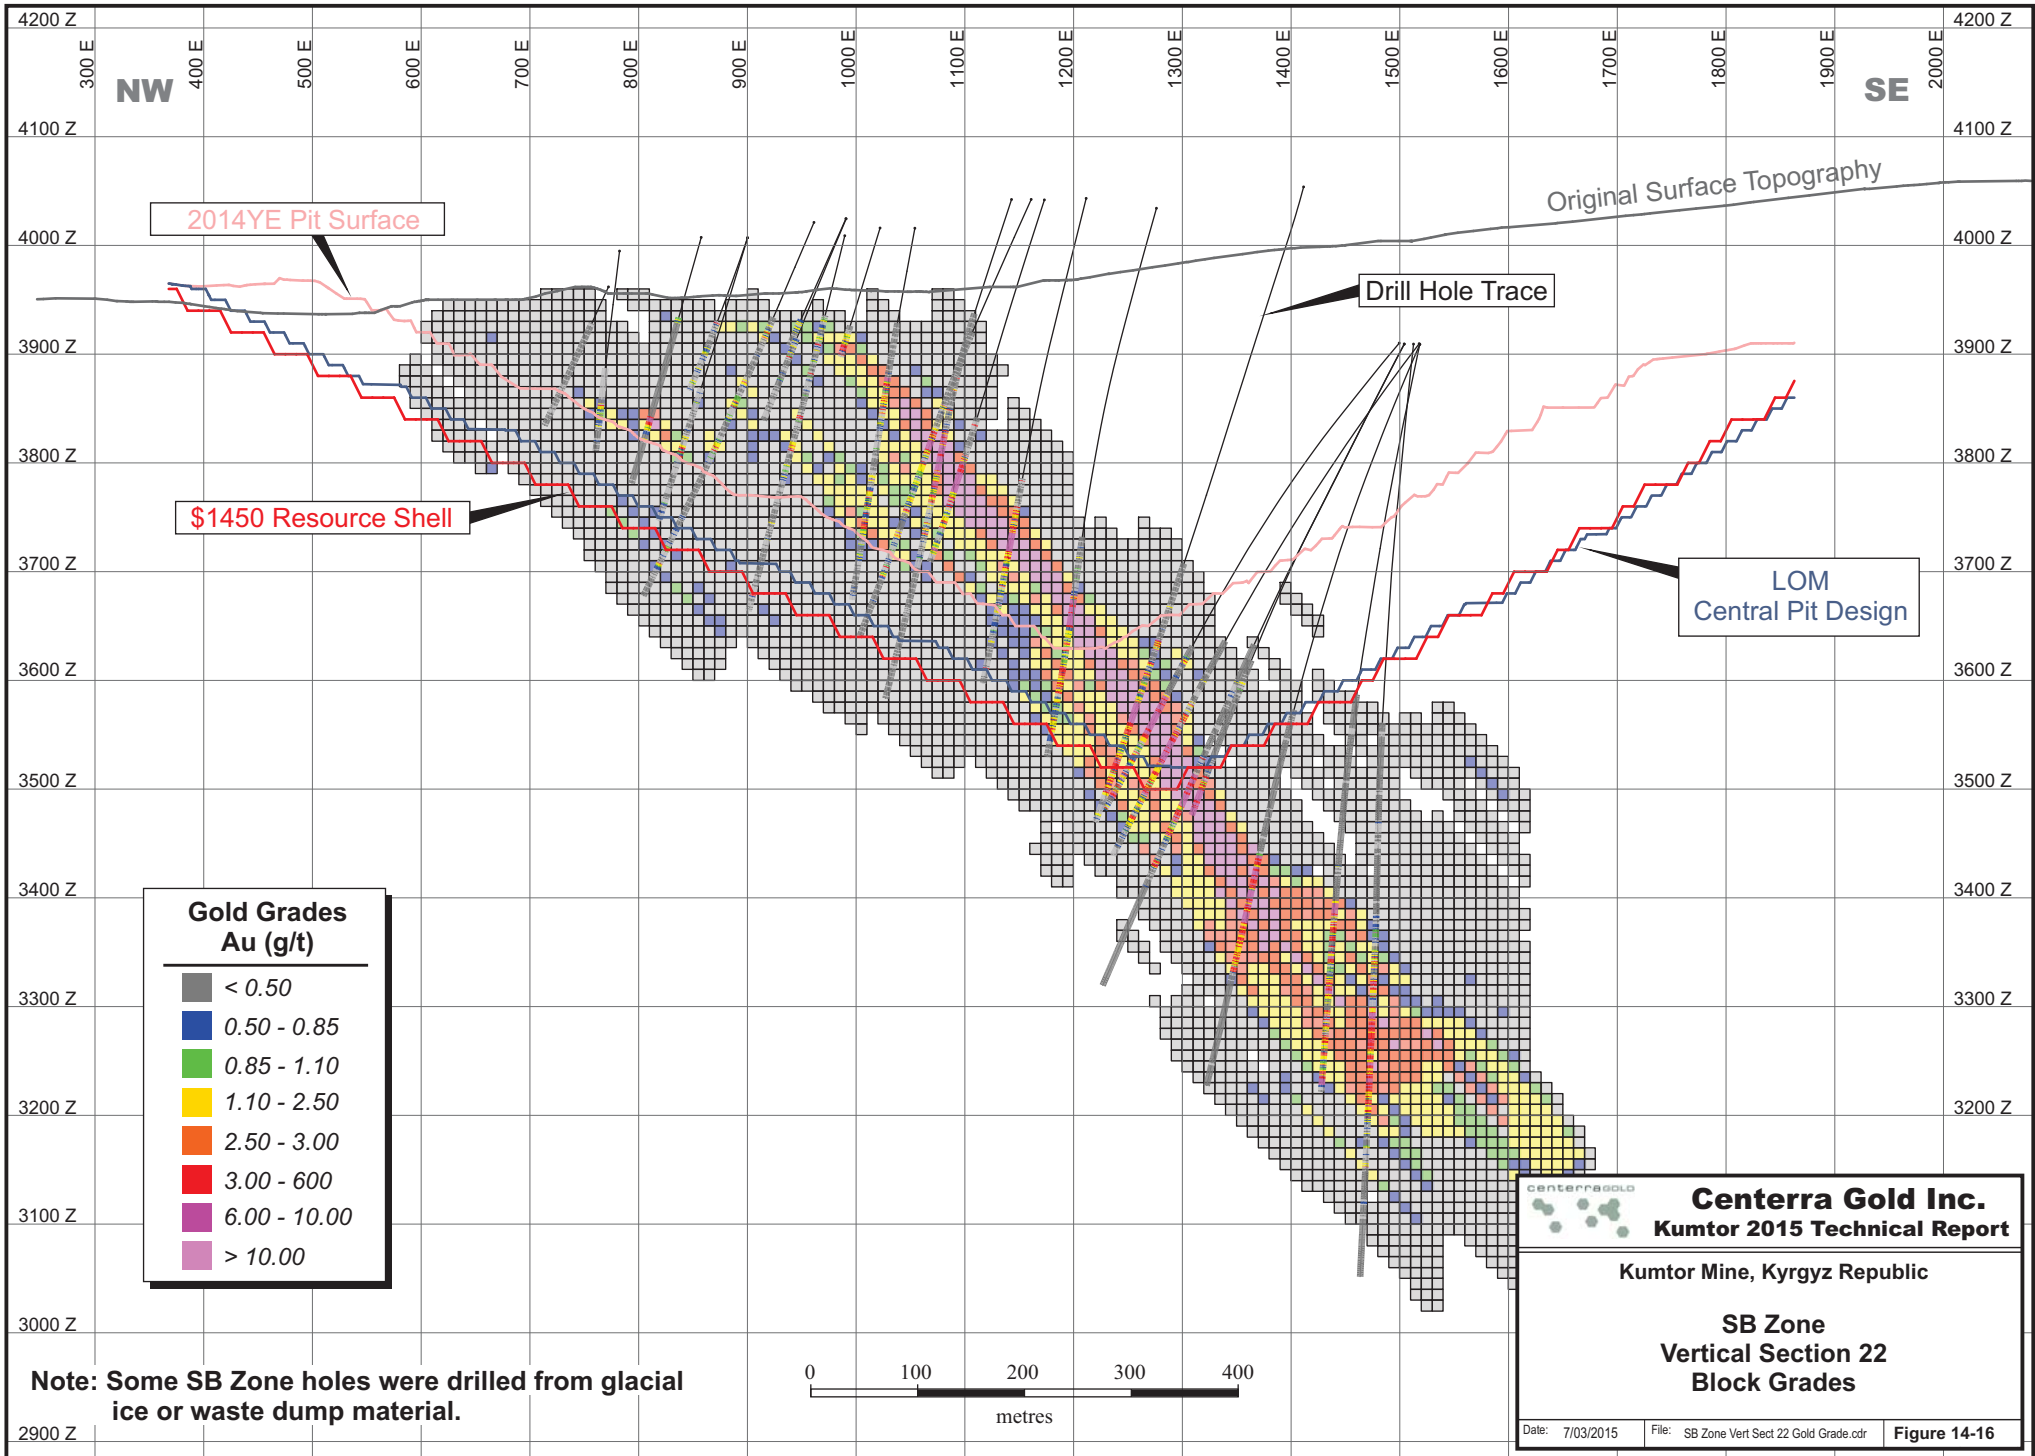 4200 Z
4200 Z
300 E
400 E
500 E
600 E
700 E
800 E
900 E
1000 E
1100 E
1200 E
1300 E
1400 E
1500 E
1600 E
1700 E
1800 E
1900 E
2000 E
NW
SE
4100 Z
4100 Z
Original Surface Topography
2014YE Pit Surface
4000 Z
4000 Z
Drill Hole Trace
3900 Z
3900 Z
3800 Z
3800 Z
$1450 Resource Shell
3700 Z
3700 Z
LOM
Central Pit Design
3600 Z
3600 Z
3500 Z
3500 Z
3400 Z
3400 Z
Gold Grades
Au (g/t)
< 0.50
0.50 - 0.85
0.85 - 1.10
1.10 - 2.50
2.50 - 3.00
3.00 - 600
6.00 - 10.00
> 10.00
3300 Z
3300 Z
3200 Z
3200 Z
3100 Z
3000 Z
2900 Z
centerraGOLD
Centerra Gold Inc.
Kumtor 2015 Technical Report
Kumtor Mine, Kyrgyz Republic
SB Zone
Vertical Section 22
Block Grades
Date: 7/03/2015
File: SB Zone Vert Sect 22 Gold Grade.cdr
Figure 14-16
Note: Some SB Zone holes were drilled from glacial
ice or waste dump material.
0 100 200 300 400
metres